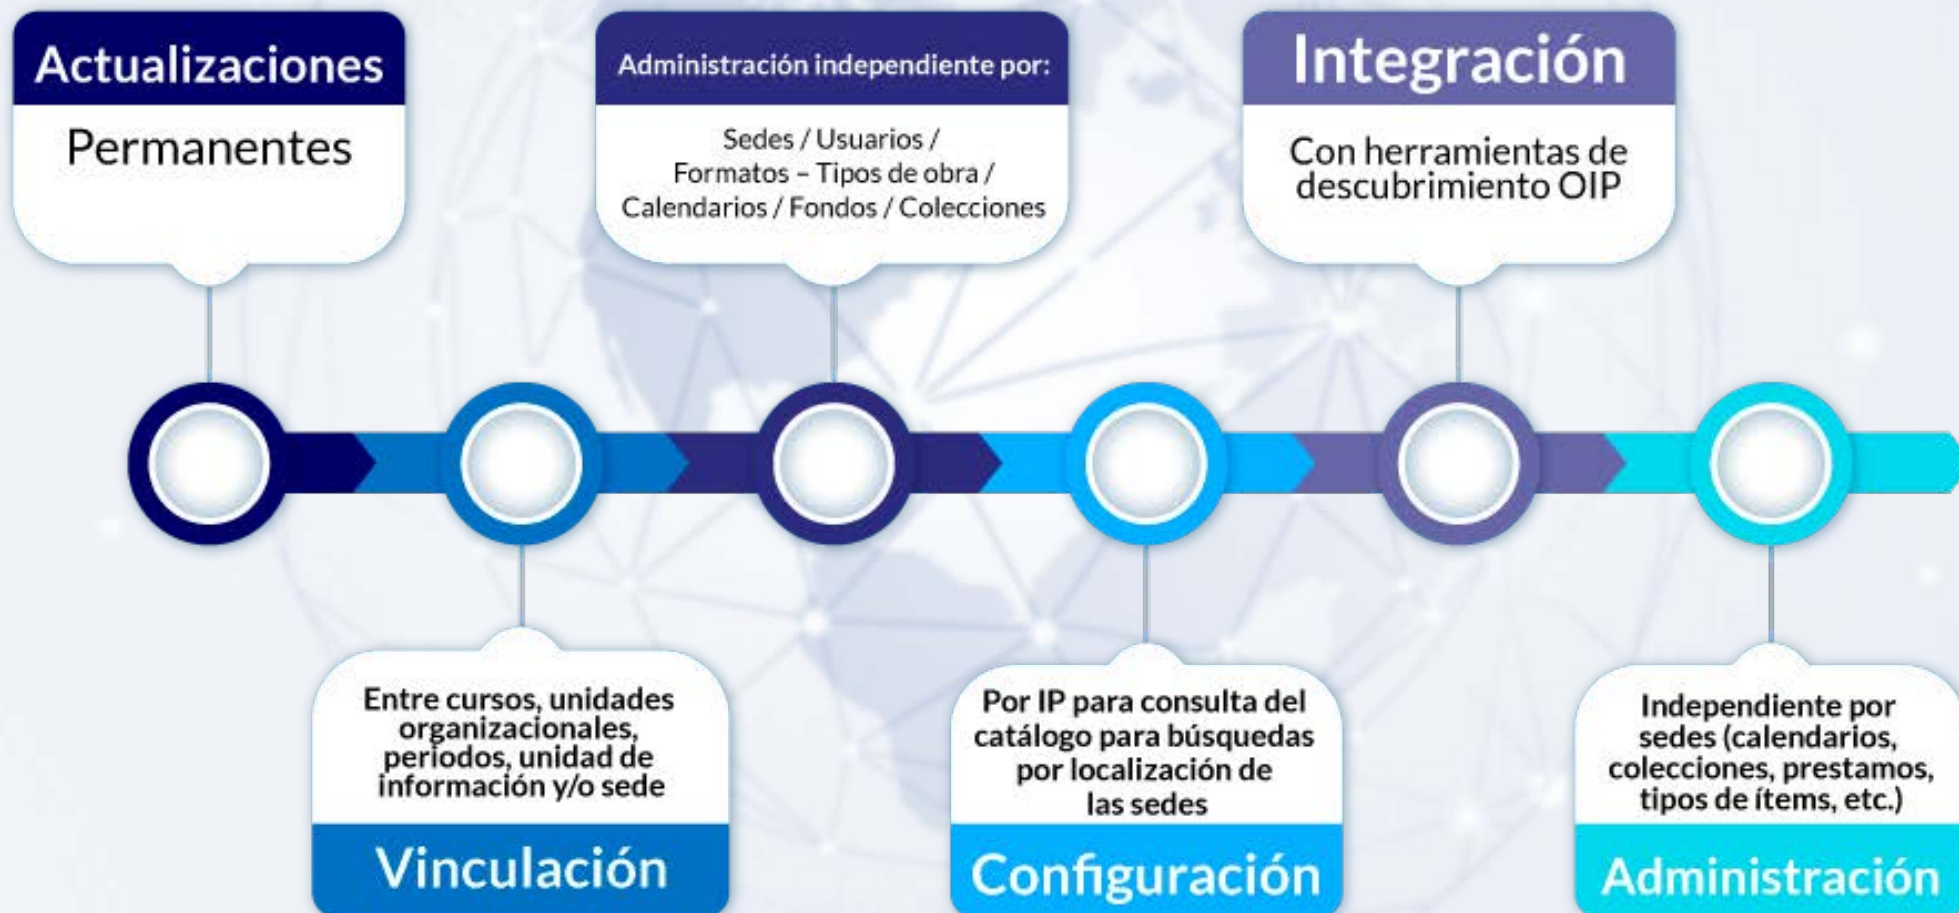 Actualizaciones
Permanentes
Administración independiente por:
Sedes / Usuarios /
Formatos – Tipos de obra /
Calendarios / Fondos / Colecciones
Integración
Con herramientas de
descubrimiento OIP
Entre cursos, unidades
organizacionales,
periodos, unidad de
información y/o sede
Vinculación
Por IP para consulta del
catálogo para búsquedas
por localización de
las sedes
Configuración
Independiente por
sedes (calendarios,
colecciones, prestamos,
tipos de ítems, etc.)
Administración